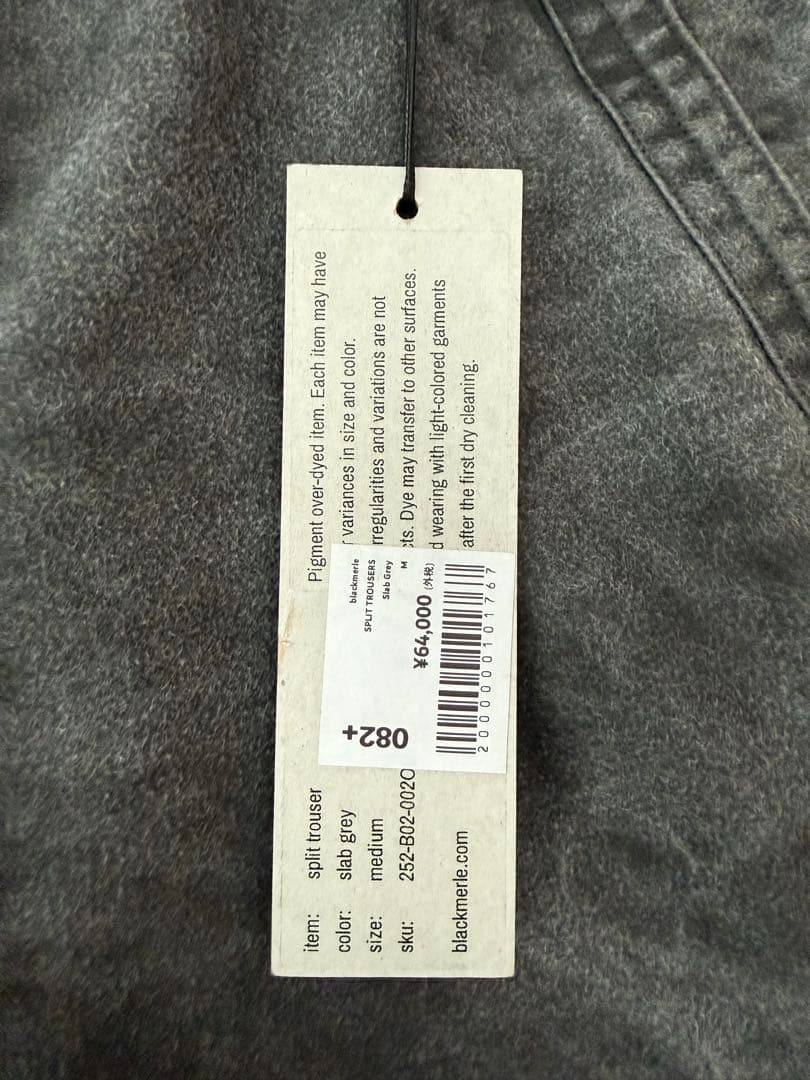 Pigment over-dyed item. Each item may have
variances in size and color.
rregularities and variations are not
cts. Dye may transfer to other surfaces.
d wearing with light-colored garments
after the first dry cleaning.
blackmerle
SPLIT TROUSERS
Slab Grey
M
¥64,000 (外税)
2000000101767
082+
item: split trouser
color: slab grey
size: medium
sku: 252-B02-002O
blackmerle.com